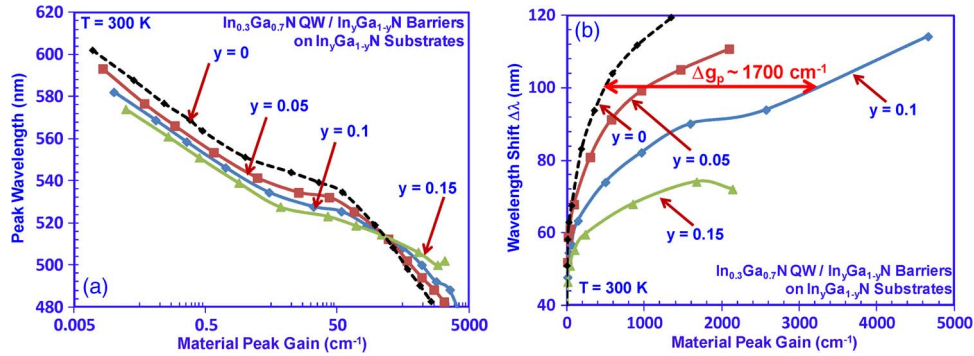 620
600
580
560
540
520
500
480
Peak Wavelength (nm)
T = 300 K
In0.3Ga0.7N QW / InyGa1-yN Barriers
on InyGa1-yN Substrates
y = 0
y = 0.05
y = 0.1
y = 0.15
(a)
0.005
0.5
50
5000
Material Peak Gain (cm-1)
120
100
80
60
40
Wavelength Shift Δλ (nm)
(b)
Δgp ~ 1700 cm-1
y = 0
y = 0.1
y = 0.05
y = 0.15
T = 300 K
In0.3Ga0.7N QW / InyGa1-yN Barriers
on InyGa1-yN Substrates
0
1000
2000
3000
4000
5000
Material Peak Gain (cm-1)